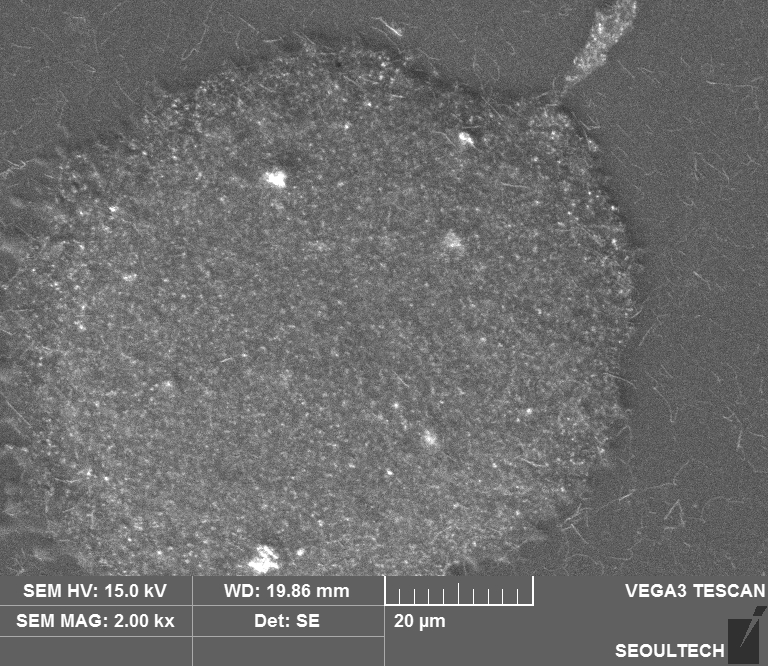 SEM HV: 15.0 kV
WD: 19.86 mm
VEGA3 TESCAN
SEM MAG: 2.00 kx
Det: SE
20 µm
SEOULTECH